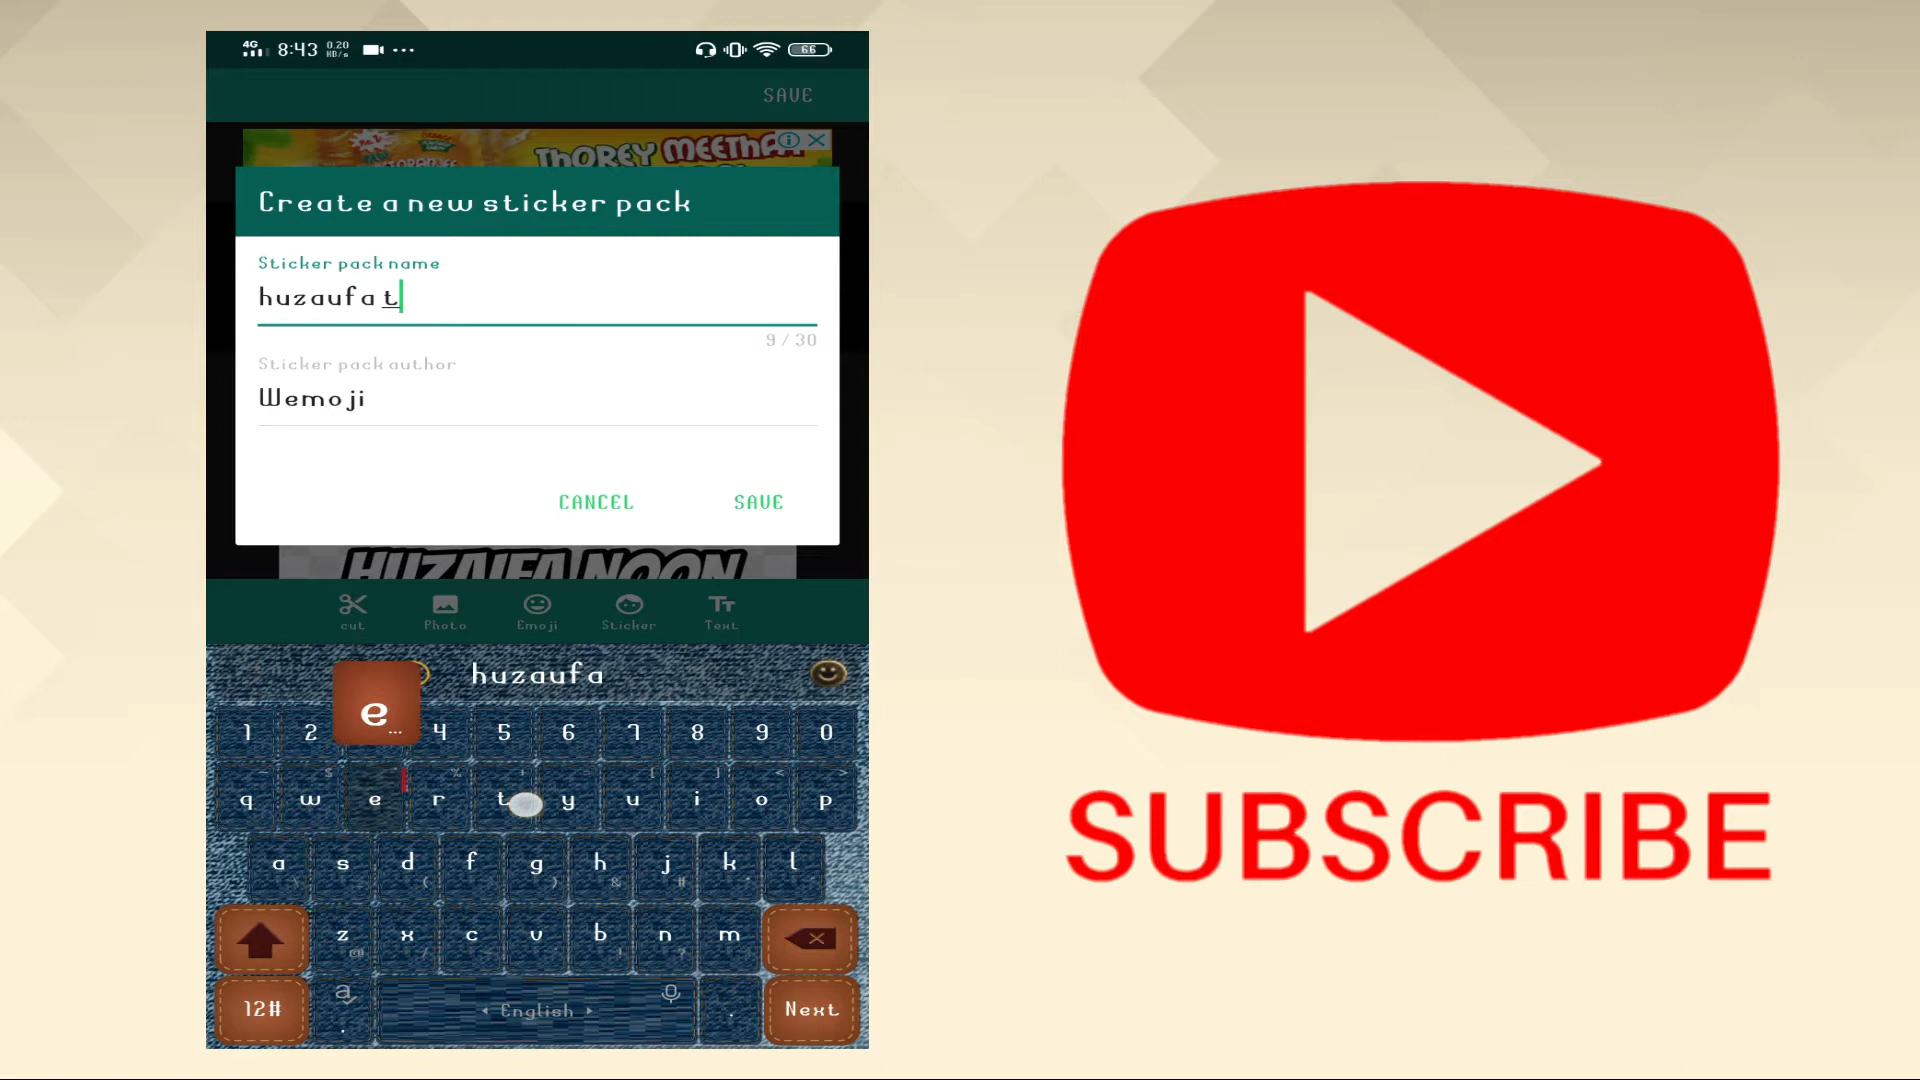 4G 8:43 0.20 KB/s 66
SAVE
THOREY MEETHAY
Create a new sticker pack
Sticker pack name
huzaufa t
9 / 30
Sticker pack author
Wemoji
CANCEL SAVE
HUZAIFA NOON
cut Photo Emoji Sticker Text
huzaufa
e
1 2 4 5 6 7 8 9 0
q w e r t y u i o p
a s d f g h j k l
z x c v b n m
12# English . Next
SUBSCRIBE